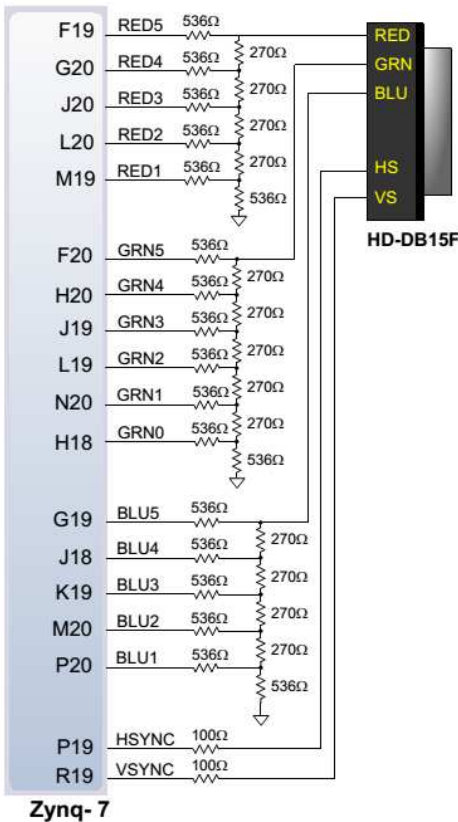 F19 RED5 536Ω RED
270Ω GRN
G20 RED4 536Ω
270Ω BLU
J20 RED3 536Ω
270Ω
L20 RED2 536Ω
270Ω HS
M19 RED1 536Ω
536Ω VS
HD-DB15F
F20 GRN5 536Ω
270Ω
H20 GRN4 536Ω
270Ω
J19 GRN3 536Ω
270Ω
L19 GRN2 536Ω
270Ω
N20 GRN1 536Ω
270Ω
H18 GRN0 536Ω
536Ω
G19 BLU5 536Ω
270Ω
J18 BLU4 536Ω
270Ω
K19 BLU3 536Ω
270Ω
M20 BLU2 536Ω
270Ω
P20 BLU1 536Ω
536Ω
P19 HSYNC 100Ω
R19 VSYNC 100Ω
Zynq- 7